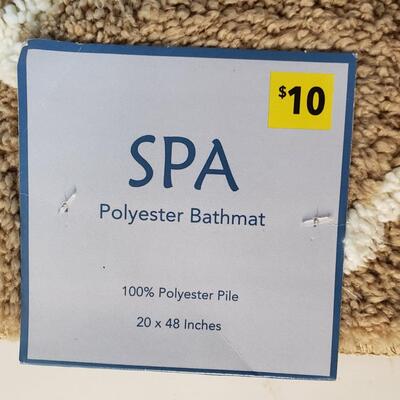 $10
SPA
Polyester Bathmat
100% Polyester Pile
20 x 48 Inches